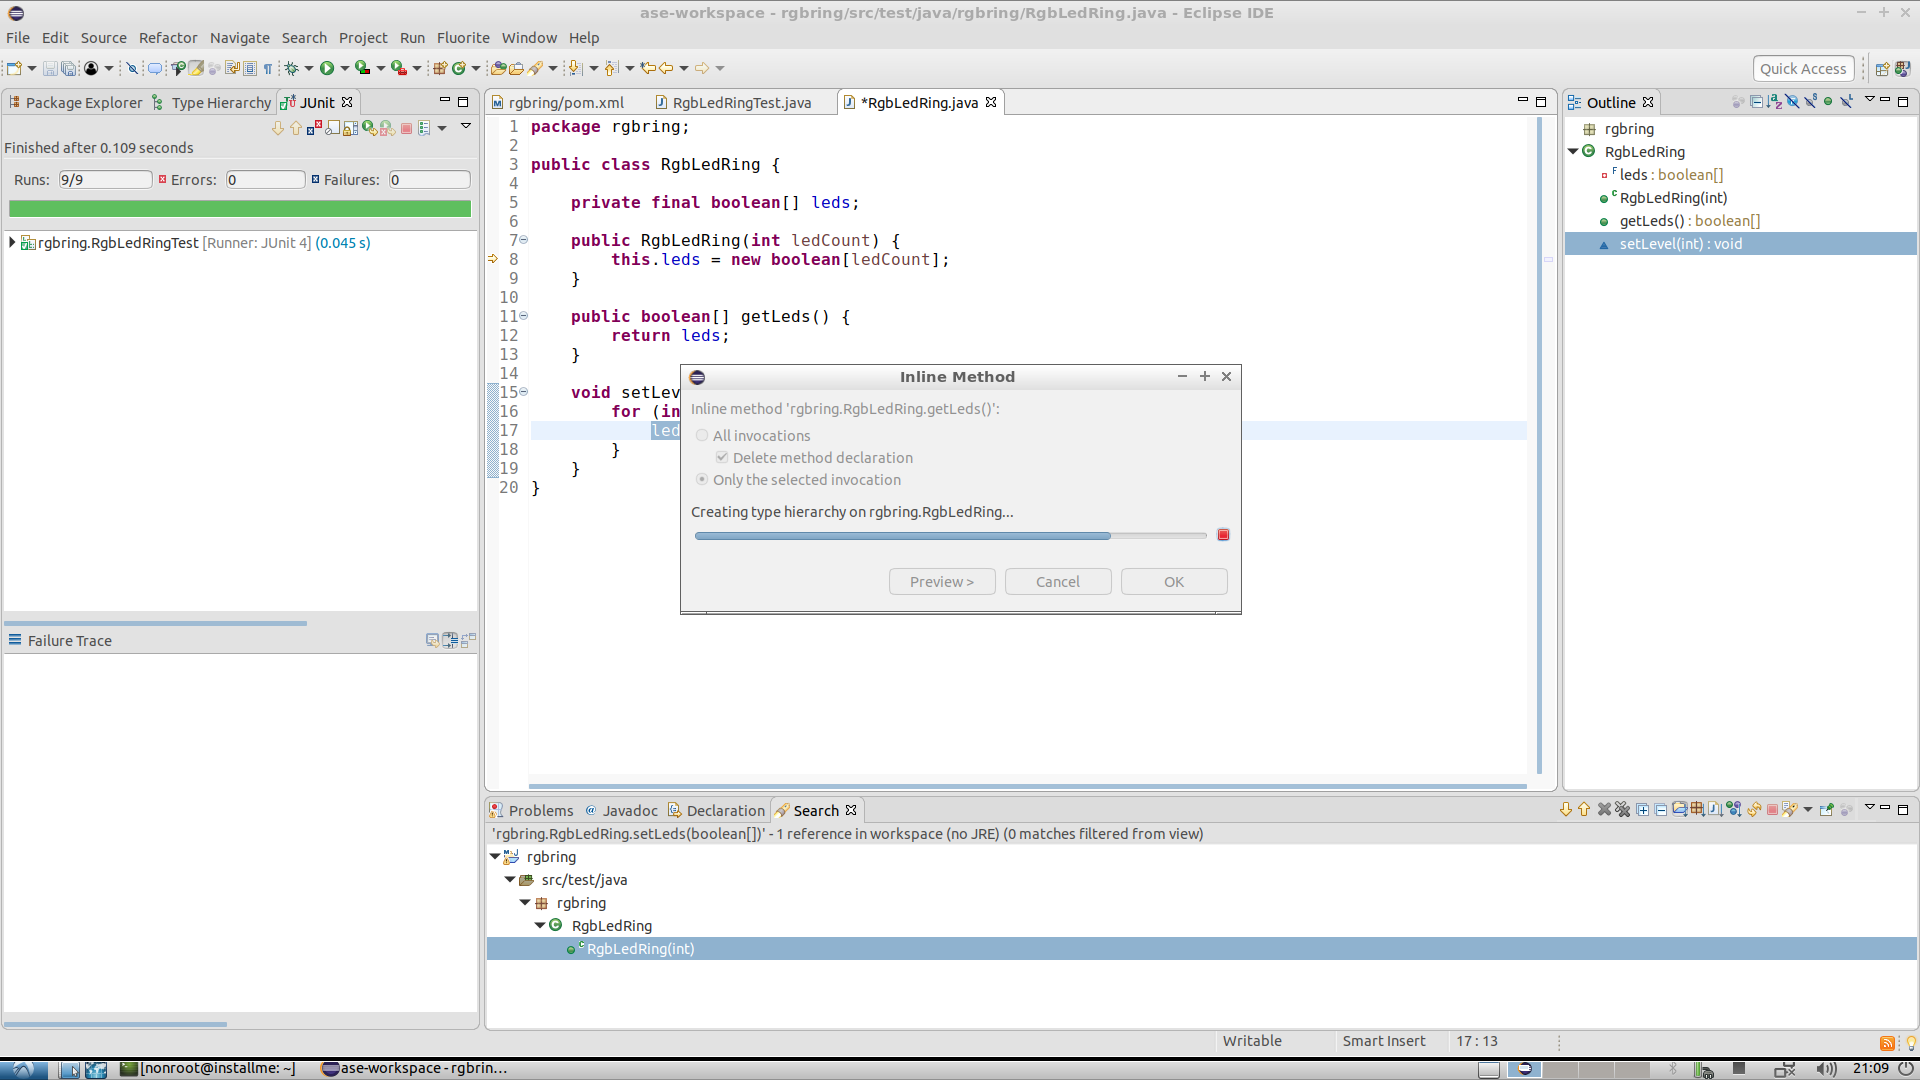 ase-workspace - rgbring/src/test/java/rgbring/RgbLedRing.java - Eclipse IDE
File Edit Source Refactor Navigate Search Project Run Fluorite Window Help
Quick Access
Package Explorer Type Hierarchy JUnit
Finished after 0.109 seconds
Runs: 9/9 Errors: 0 Failures: 0
rgbring.RgbLedRingTest [Runner: JUnit 4] (0.045 s)
Failure Trace
rgbring/pom.xml RgbLedRingTest.java *RgbLedRing.java
1 package rgbring;
2
3 public class RgbLedRing {
4
5 private final boolean[] leds;
6
7 public RgbLedRing(int ledCount) {
8 this.leds = new boolean[ledCount];
9 }
10
11 public boolean[] getLeds() {
12 return leds;
13 }
14
15 void setLev
16 for (in
17 led
18 }
19 }
20 }
Inline Method
Inline method 'rgbring.RgbLedRing.getLeds()':
All invocations
Delete method declaration
Only the selected invocation
Creating type hierarchy on rgbring.RgbLedRing...
Preview > Cancel OK
Outline
rgbring
RgbLedRing
leds : boolean[]
RgbLedRing(int)
getLeds() : boolean[]
setLevel(int) : void
Problems Javadoc Declaration Search
'rgbring.RgbLedRing.setLeds(boolean[])' - 1 reference in workspace (no JRE) (0 matches filtered from view)
rgbring
src/test/java
rgbring
RgbLedRing
RgbLedRing(int)
Writable Smart Insert 17 : 13
[nonroot@installme: ~] ase-workspace - rgbrin... 21:09